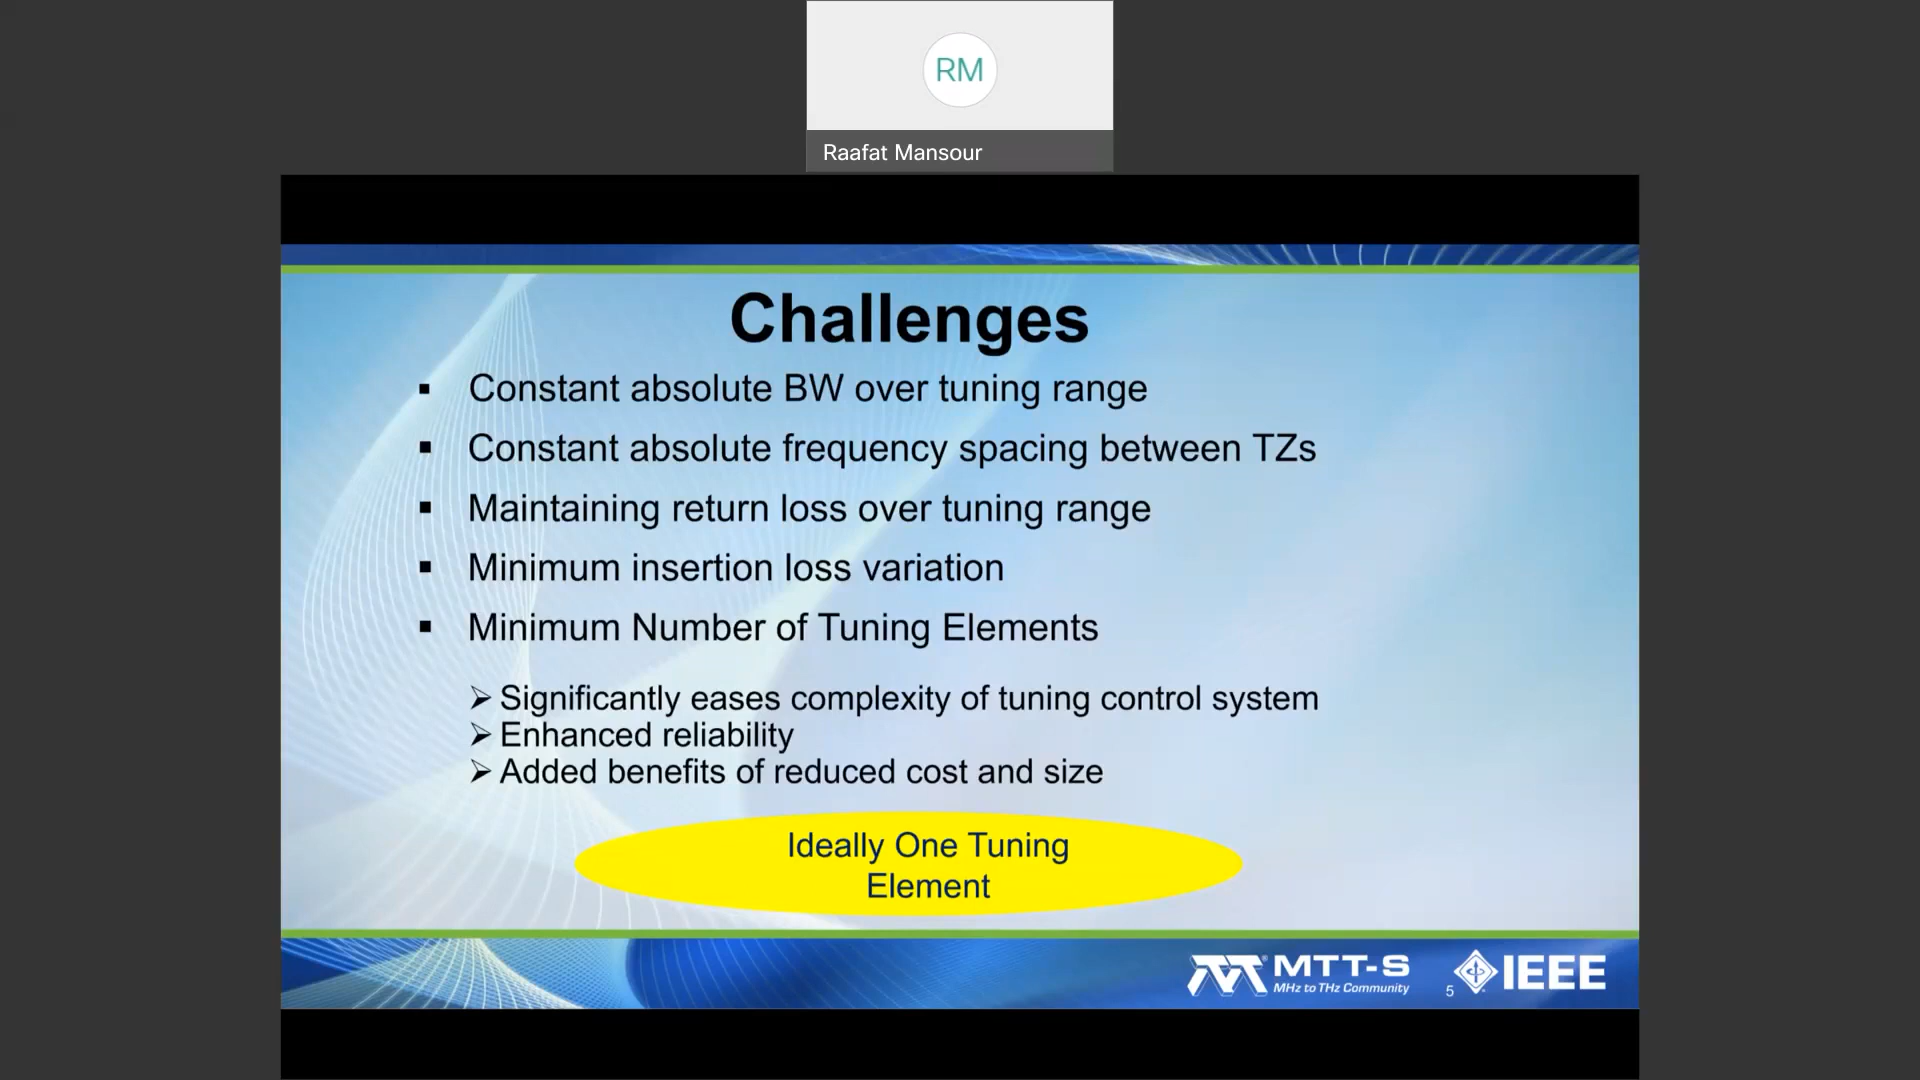 RM
Raafat Mansour
Challenges
▪ Constant absolute BW over tuning range
▪ Constant absolute frequency spacing between TZs
▪ Maintaining return loss over tuning range
▪ Minimum insertion loss variation
▪ Minimum Number of Tuning Elements
➢ Significantly eases complexity of tuning control system
➢ Enhanced reliability
➢ Added benefits of reduced cost and size
Ideally One Tuning
Element
MTT-S
MHz to THz Community
5
IEEE